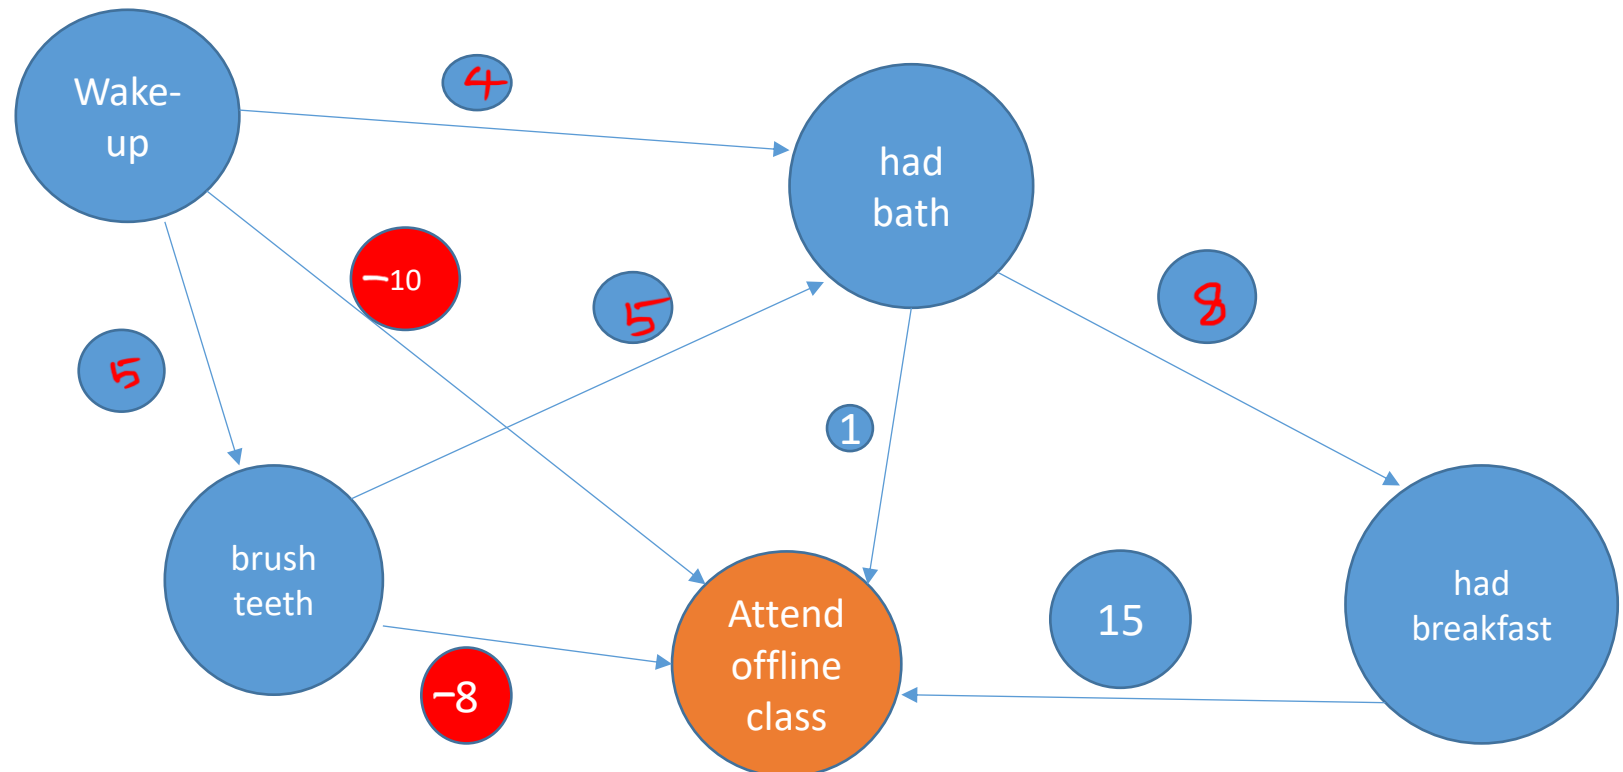 Wake-
up
4
had
bath
-10
5
8
5
1
brush
teeth
Attend
offline
class
15
had
breakfast
-8